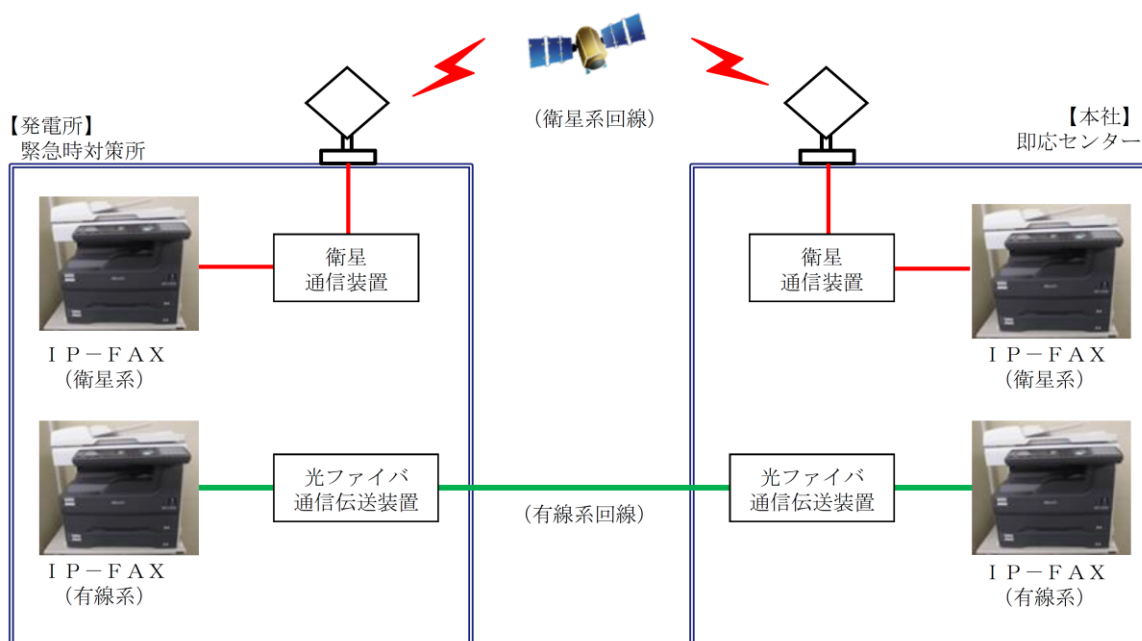 (衛星系回線)
【発電所】
緊急時対策所
【本社】
即応センター
衛星
通信装置
衛星
通信装置
IP-FAX
(衛星系)
IP-FAX
(衛星系)
光ファイバ
通信伝送装置
(有線系回線)
光ファイバ
通信伝送装置
IP-FAX
(有線系)
IP-FAX
(有線系)